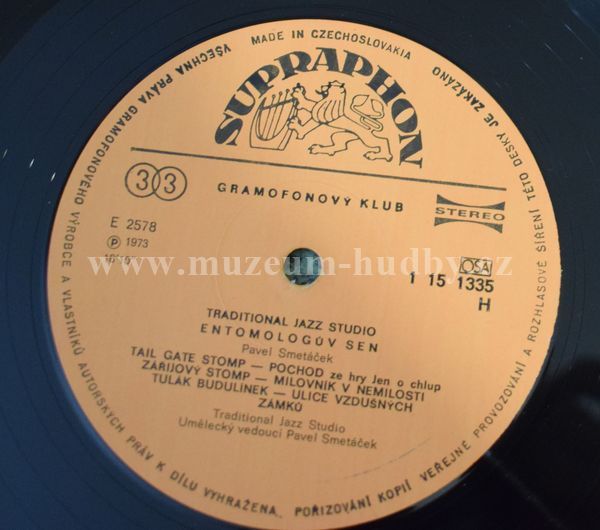 MADE IN CZECHOSLOVAKIA
VŠECHNA PRÁVA GRAMOFONOVÉHO VÝROBCE A VLASTNÍKŮ AUTORSKÝCH PRÁV K DÍLU VYHRAŽENA. POŘIZOVÁNÍ KOPIÍ VEŘEJNÉ PROVOZOVÁNÍ A ROZHLASOVÉ ŠÍŘENÍ TÉTO DESKY JE ZAKÁZÁNO
SUPRAPHON
33 GRAMOFONOVÝ KLUB STEREO
E 2578
Ⓟ 1973
OSA
www.muzeum-hudby.cz
1 15 1335
H
TRADITIONAL JAZZ STUDIO
ENTOMOLOGŮV SEN
Pavel Smetáček
TAIL GATE STOMP — POCHOD ze hry Jen o chlup
ZÁŘIJOVÝ STOMP — MILOVNÍK V NEMILOSTI
TULÁK BUDULINEK — ULICE VZDUŠNÝCH
ZÁMKŮ
Traditional Jazz Studio
Umělecký vedoucí Pavel Smetáček